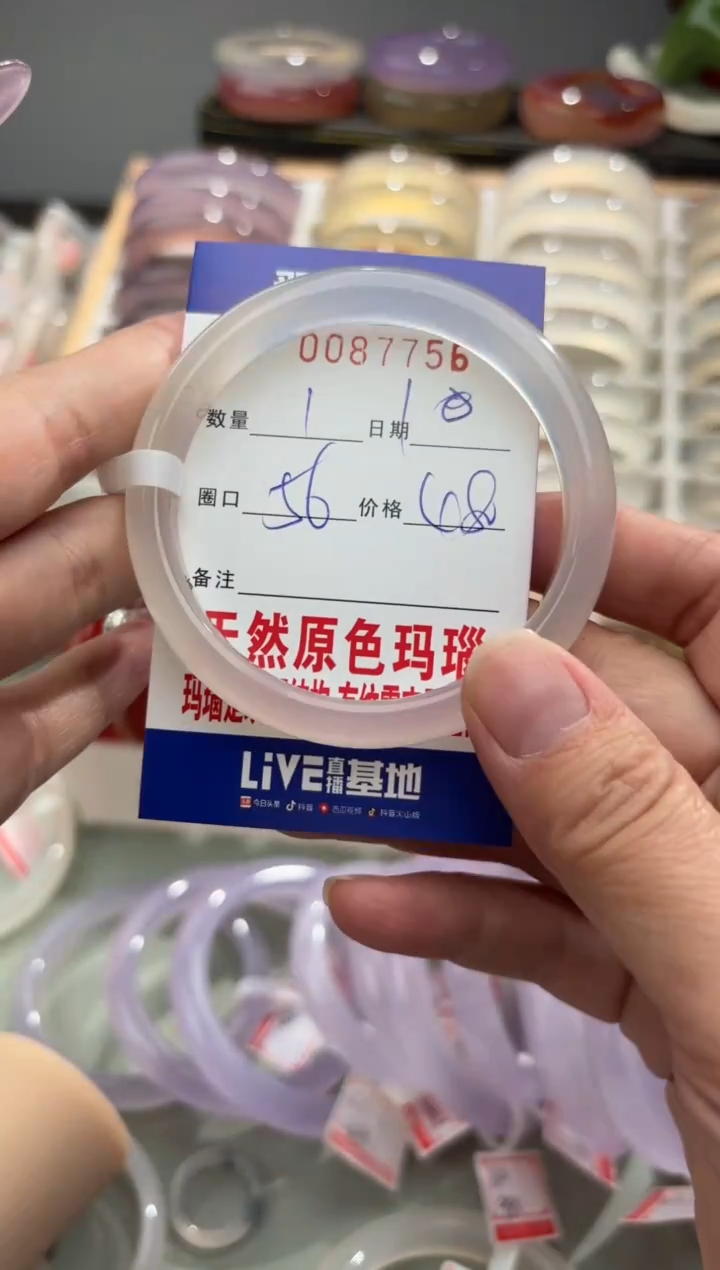 0087756
数量 1 日期 10
圈口 56 价格 68
备注
天然原色玛瑙
LiVE直播基地
今日头条 抖音 西瓜视频 抖音火山版